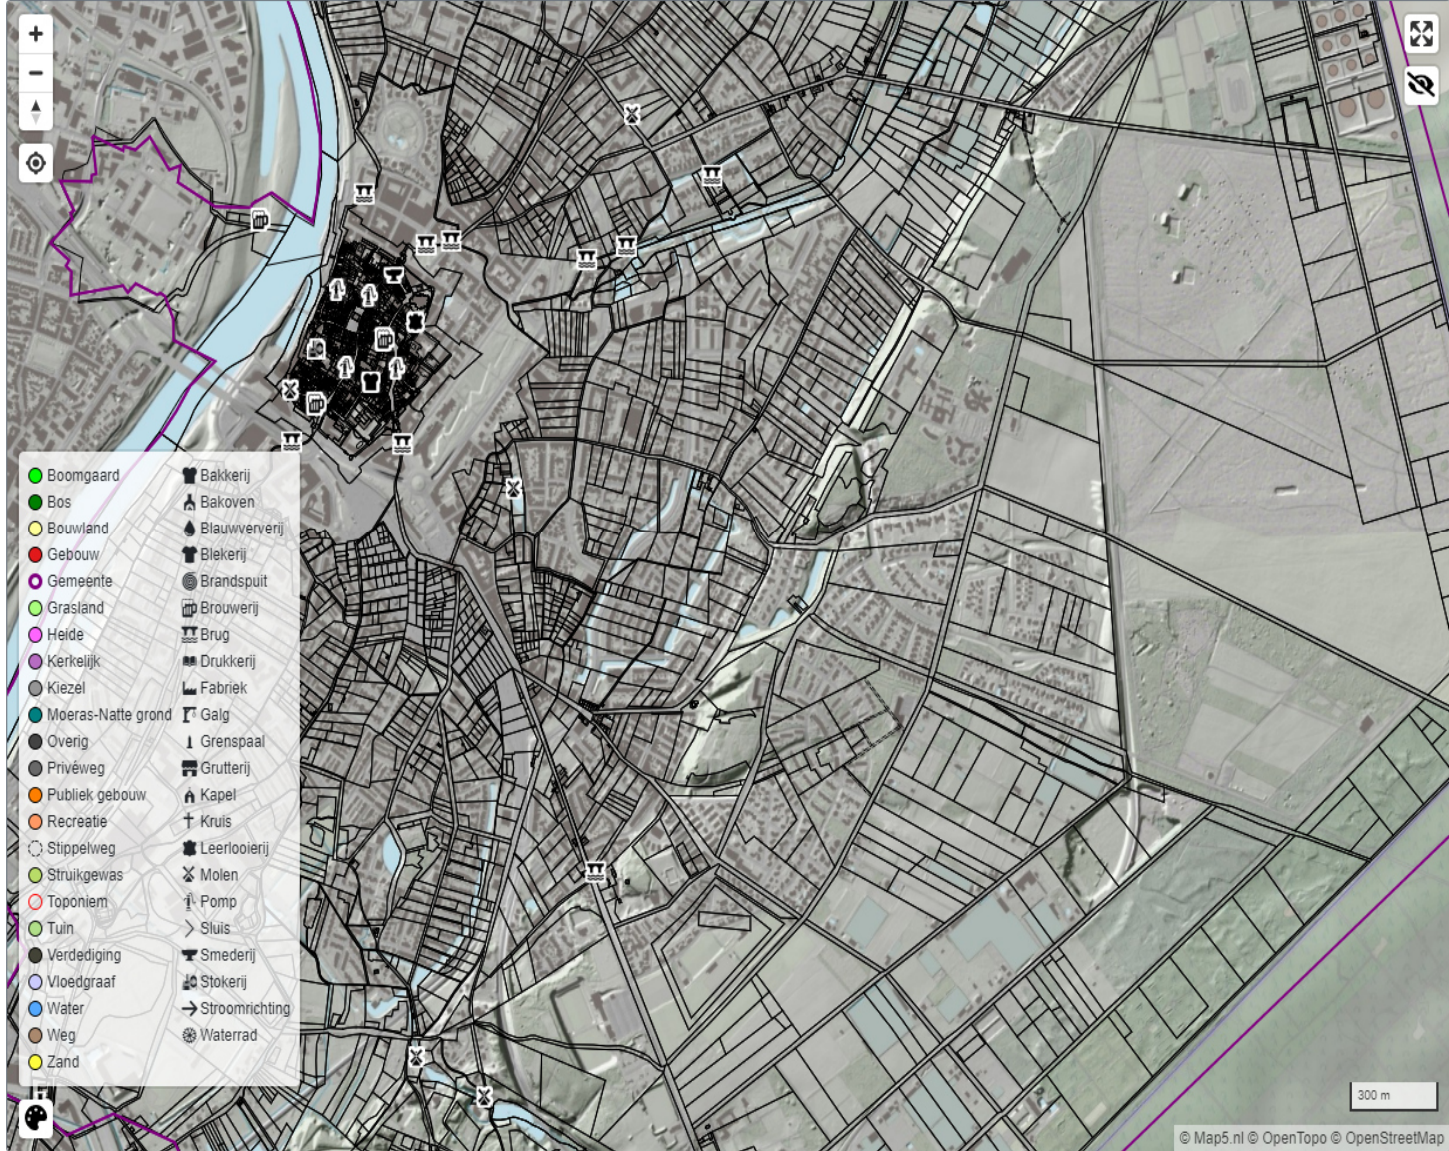 +
−
Boomgaard
Bos
Bouwland
Gebouw
Gemeente
Grasland
Heide
Kerkelijk
Kiezel
Moeras-Natte grond
Overig
Privéweg
Publiek gebouw
Recreatie
Stippelweg
Struikgewas
Toponiem
Tuin
Verdediging
Vloedgraaf
Water
Weg
Zand
Bakkerij
Bakoven
Blauwververij
Blekerij
Brandspuit
Brouwerij
Brug
Drukkerij
Fabriek
Galg
Grenspaal
Grutterij
Kapel
Kruis
Leerlooierij
Molen
Pomp
Sluis
Smederij
Stokerij
Stroomrichting
Waterrad
300 m
© Map5.nl © OpenTopo © OpenStreetMap